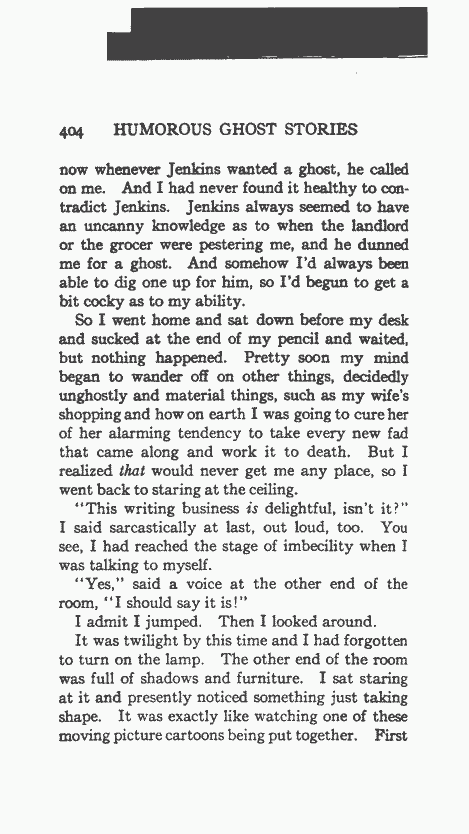 404 HUMOROUS GHOST STORIES
now whenever Jenkins wanted a ghost, he called
on me. And I had never found it healthy to con-
tradict Jenkins. Jenkins always seemed to have
an uncanny knowledge as to when the landlord
or the grocer were pestering me, and he dunned
me for a ghost. And somehow I'd always been
able to dig one up for him, so I'd begun to get a
bit cocky as to my ability.
So I went home and sat down before my desk
and sucked at the end of my pencil and waited,
but nothing happened. Pretty soon my mind
began to wander off on other things, decidedly
unghostly and material things, such as my wife's
shopping and how on earth I was going to cure her
of her alarming tendency to take every new fad
that came along and work it to death. But I
realized that would never get me any place, so I
went back to staring at the ceiling.
"This writing business is delightful, isn't it?"
I said sarcastically at last, out loud, too. You
see, I had reached the stage of imbecility when I
was talking to myself.
"Yes," said a voice at the other end of the
room, "I should say it is!"
I admit I jumped. Then I looked around.
It was twilight by this time and I had forgotten
to turn on the lamp. The other end of the room
was full of shadows and furniture. I sat staring
at it and presently noticed something just taking
shape. It was exactly like watching one of these
moving picture cartoons being put together. First